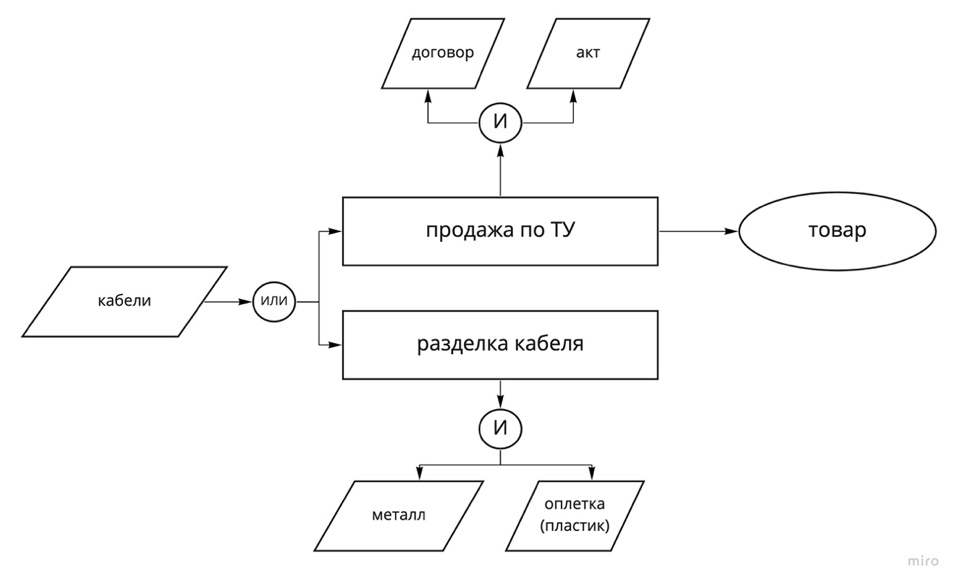 договор
акт
И
продажа по ТУ
товар
кабели
или
разделка кабеля
И
металл
оплетка
(пластик)
miro